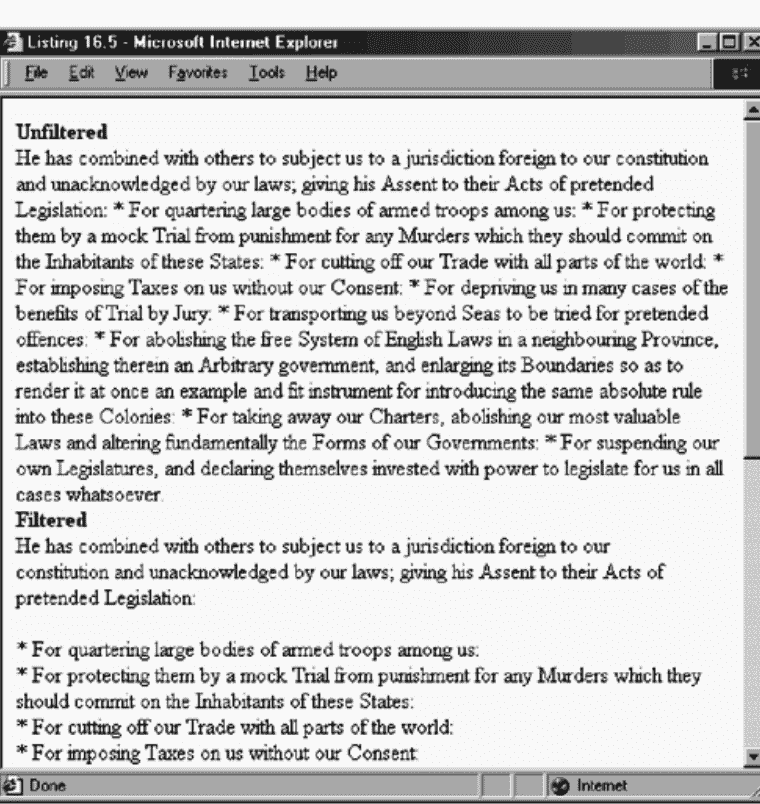 Listing 16.5 - Microsoft Internet Explorer
File Edit View Favorites Tools Help
Unfiltered
He has combined with others to subject us to a jurisdiction foreign to our constitution
and unacknowledged by our laws; giving his Assent to their Acts of pretended
Legislation: * For quartering large bodies of armed troops among us: * For protecting
them by a mock Trial from punishment for any Murders which they should commit on
the Inhabitants of these States: * For cutting off our Trade with all parts of the world: *
For imposing Taxes on us without our Consent: * For depriving us in many cases of the
benefits of Trial by Jury: * For transporting us beyond Seas to be tried for pretended
offences: * For abolishing the free System of English Laws in a neighbouring Province,
establishing therein an Arbitrary government, and enlarging its Boundaries so as to
render it at once an example and fit instrument for introducing the same absolute rule
into these Colonies: * For taking away our Charters, abolishing our most valuable
Laws and altering fundamentally the Forms of our Governments: * For suspending our
own Legislatures, and declaring themselves invested with power to legislate for us in all
cases whatsoever.
Filtered
He has combined with others to subject us to a jurisdiction foreign to our
constitution and unacknowledged by our laws; giving his Assent to their Acts of
pretended Legislation:
* For quartering large bodies of armed troops among us:
* For protecting them by a mock Trial from punishment for any Murders which they
should commit on the Inhabitants of these States:
* For cutting off our Trade with all parts of the world:
* For imposing Taxes on us without our Consent:
Done Internet